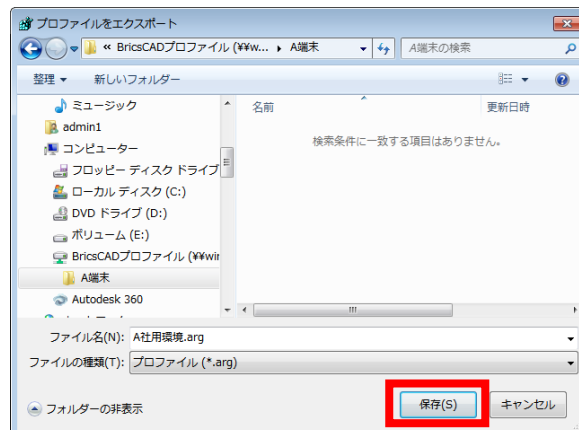 プロファイルをエクスポート
« BricsCADプロファイル (¥¥w... ▸ A端末
A端末の検索
整理 ▼ 新しいフォルダー
名前 更新日時
検索条件に一致する項目はありません。
ミュージック
admin1
コンピューター
フロッピー ディスク ドライブ
ローカル ディスク (C:)
DVD ドライブ (D:)
ボリューム (E:)
BricsCADプロファイル (¥¥wir
A端末
Autodesk 360
ファイル名(N): A社用環境.arg
ファイルの種類(T): プロファイル (*.arg)
フォルダーの非表示
保存(S) キャンセル